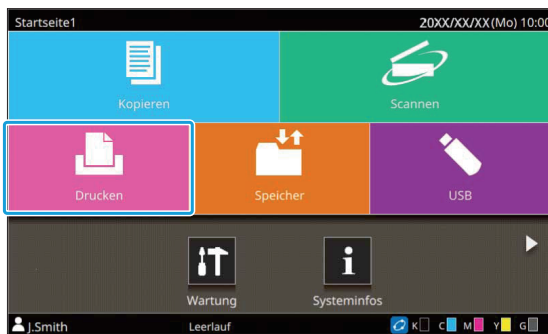 Startseite1 20XX/XX/XX(Mo) 10:00
Kopieren Scannen
Drucken Speicher USB
Wartung Systeminfos
J.Smith Leerlauf K C M Y G